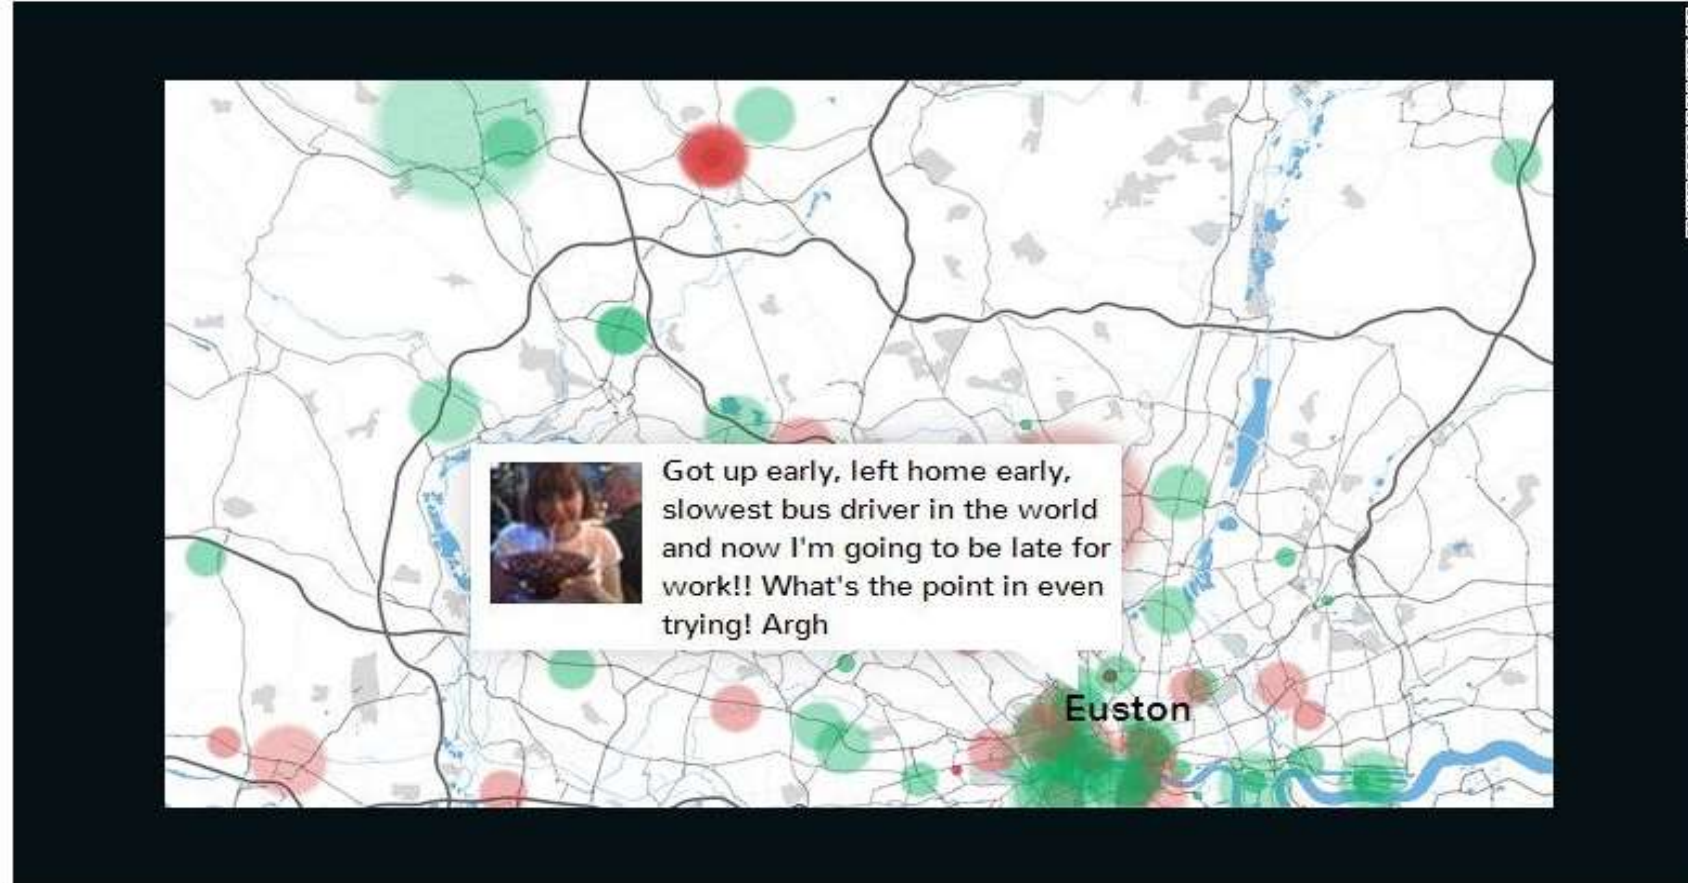 Got up early, left home early,
slowest bus driver in the world
and now I'm going to be late for
work!! What's the point in even
trying! Argh
Euston